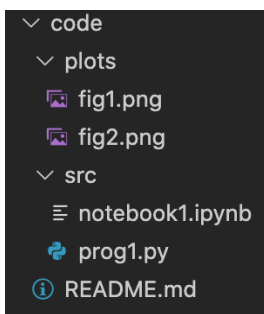 code
plots
fig1.png
fig2.png
src
notebook1.ipynb
prog1.py
README.md